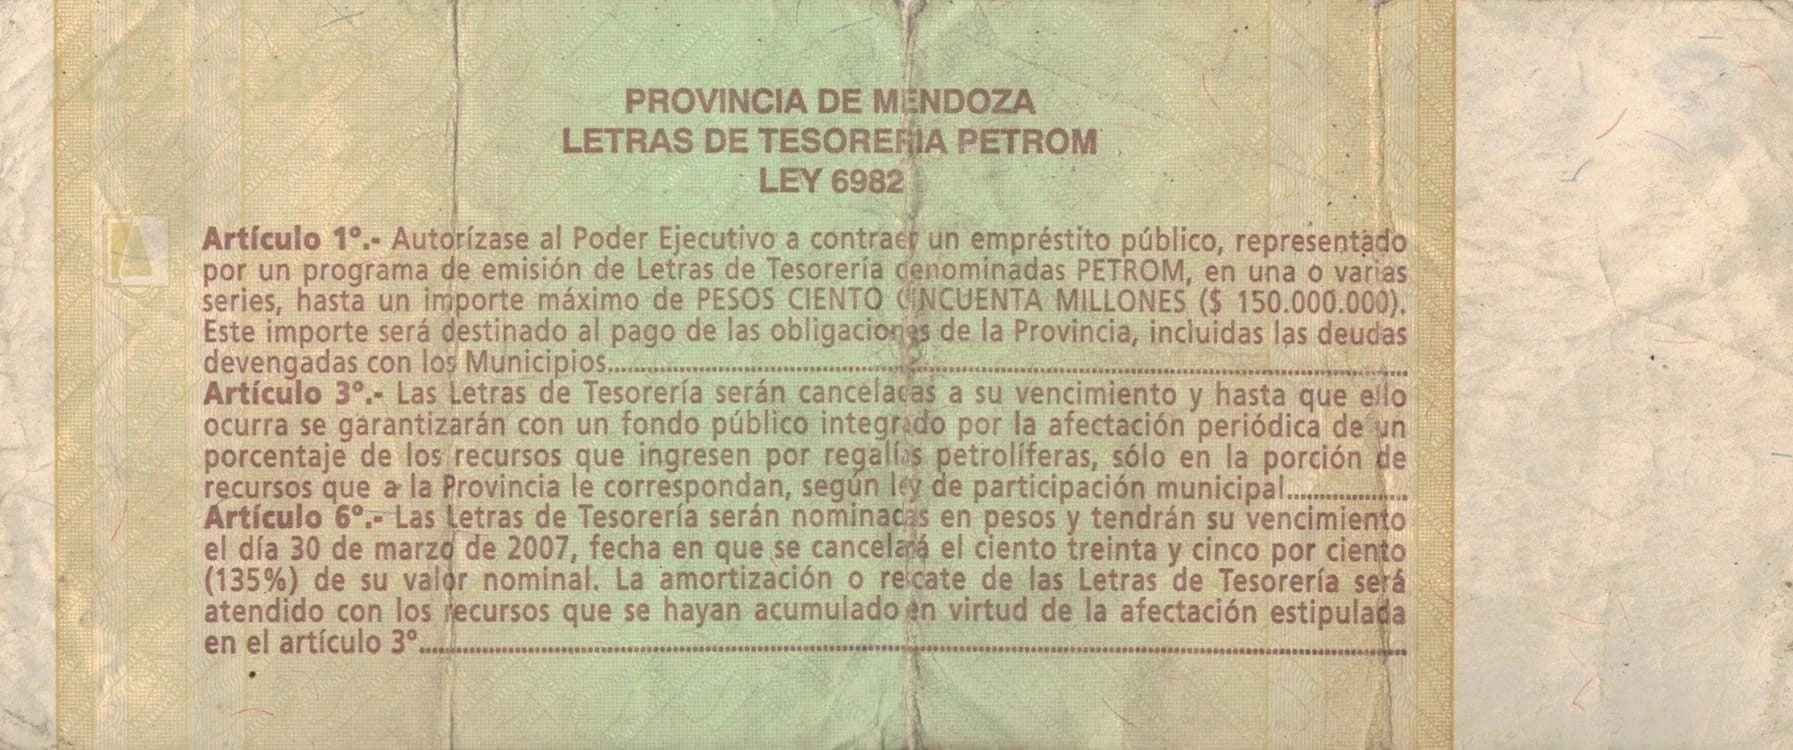 PROVINCIA DE MENDOZA
LETRAS DE TESORERIA PETROM
LEY 6982
Artículo 1º.- Autorízase al Poder Ejecutivo a contraer un empréstito público, representado
por un programa de emisión de Letras de Tesorería denominadas PETROM, en una o varias
series, hasta un importe máximo de PESOS CIENTO CINCUENTA MILLONES ($ 150.000.000).
Este importe será destinado al pago de las obligaciones de la Provincia, incluidas las deudas
devengadas con los Municipios.
Artículo 3º.- Las Letras de Tesorería serán canceladas a su vencimiento y hasta que ello
ocurra se garantizarán con un fondo público integrado por la afectación periódica de un
porcentaje de los recursos que ingresen por regalías petrolíferas, sólo en la porción de
recursos que a la Provincia le correspondan, según ley de participación municipal.
Artículo 6º.- Las Letras de Tesorería serán nominadas en pesos y tendrán su vencimiento
el día 30 de marzo de 2007, fecha en que se cancelará el ciento treinta y cinco por ciento
(135%) de su valor nominal. La amortización o rescate de las Letras de Tesorería será
atendido con los recursos que se hayan acumulado en virtud de la afectación estipulada
en el artículo 3º.